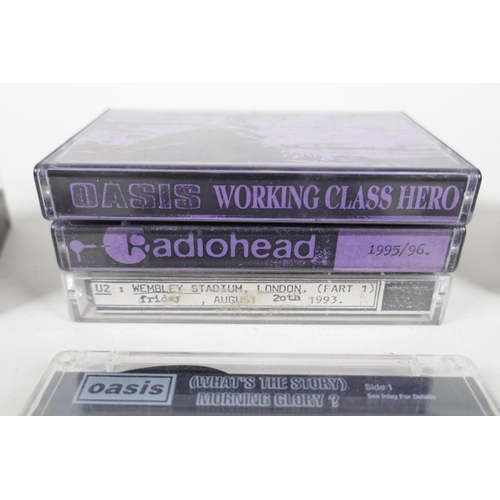 OASIS WORKING CLASS HERO
Radiohead 1995/96.
U2 : WEMBLEY STADIUM, LONDON. (PART 1)
friday , AUGUST 20th 1993.
oasis (WHAT'S THE STORY) Side 1
MORNING GLORY ? See Inlay For Details